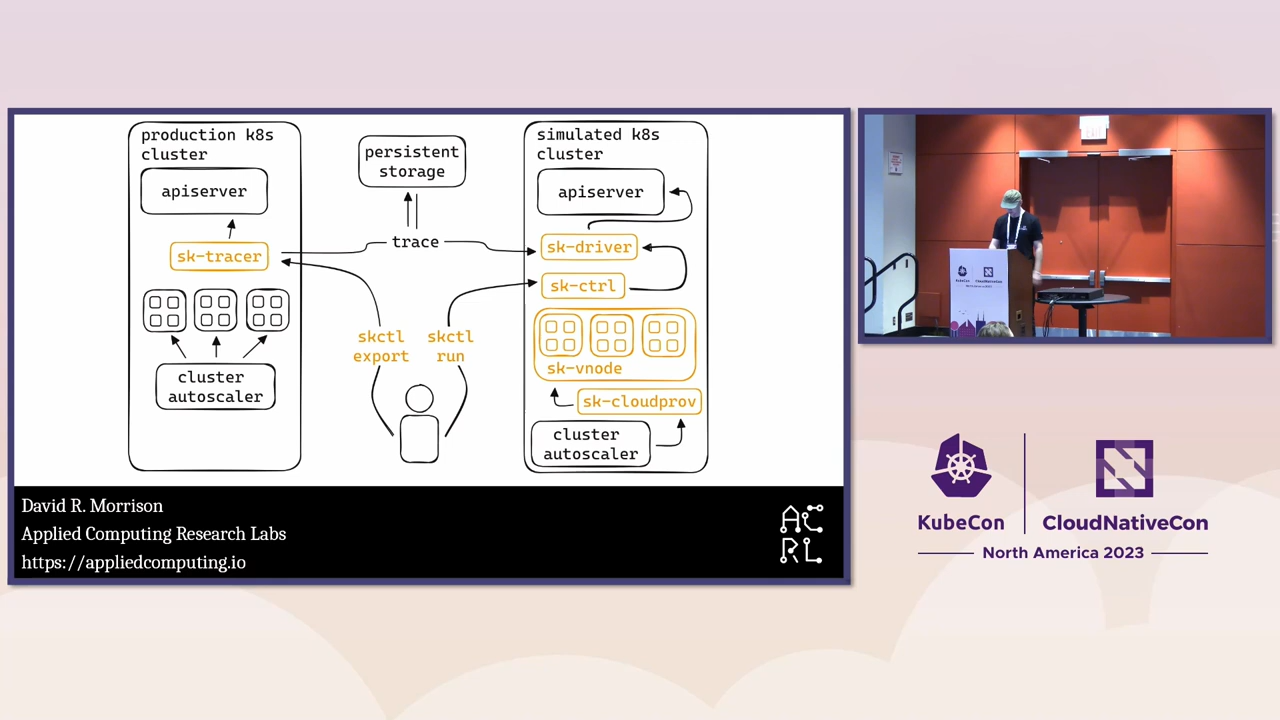 production k8s
cluster
apiserver
sk-tracer
cluster
autoscaler
persistent
storage
trace
skctl
export
skctl
run
simulated k8s
cluster
apiserver
sk-driver
sk-ctrl
sk-vnode
sk-cloudprov
cluster
autoscaler
David R. Morrison
Applied Computing Research Labs
https://appliedcomputing.io
AC
RL
EXIT
KubeCon
CloudNativeCon
North America 2023